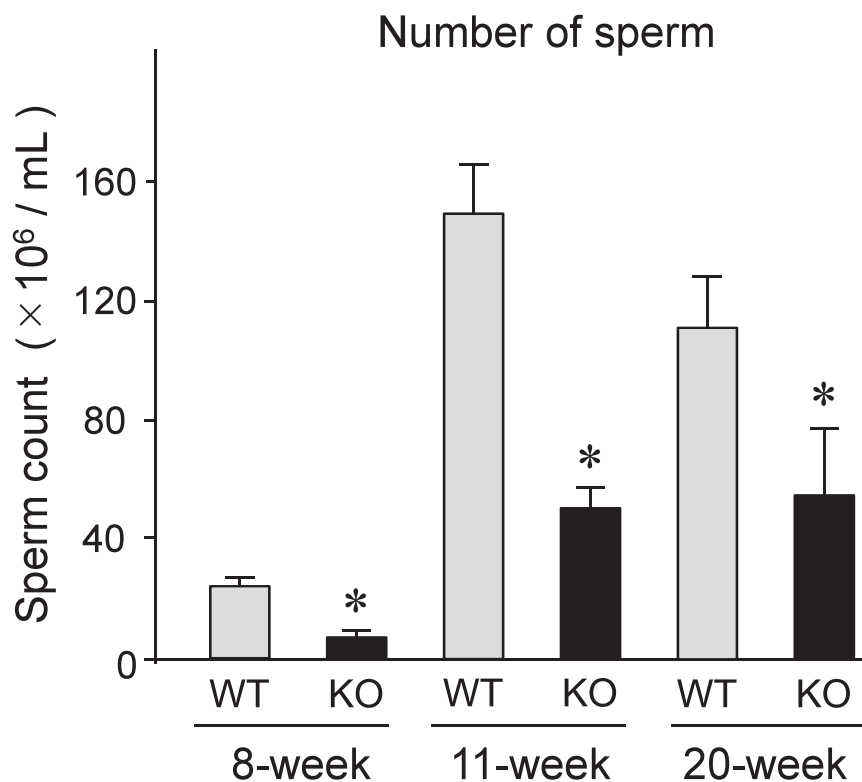 Number of sperm
Sperm count ( × 10⁶ / mL )
160
120
80
40
0
*
*
*
WT KO WT KO WT KO
8-week 11-week 20-week